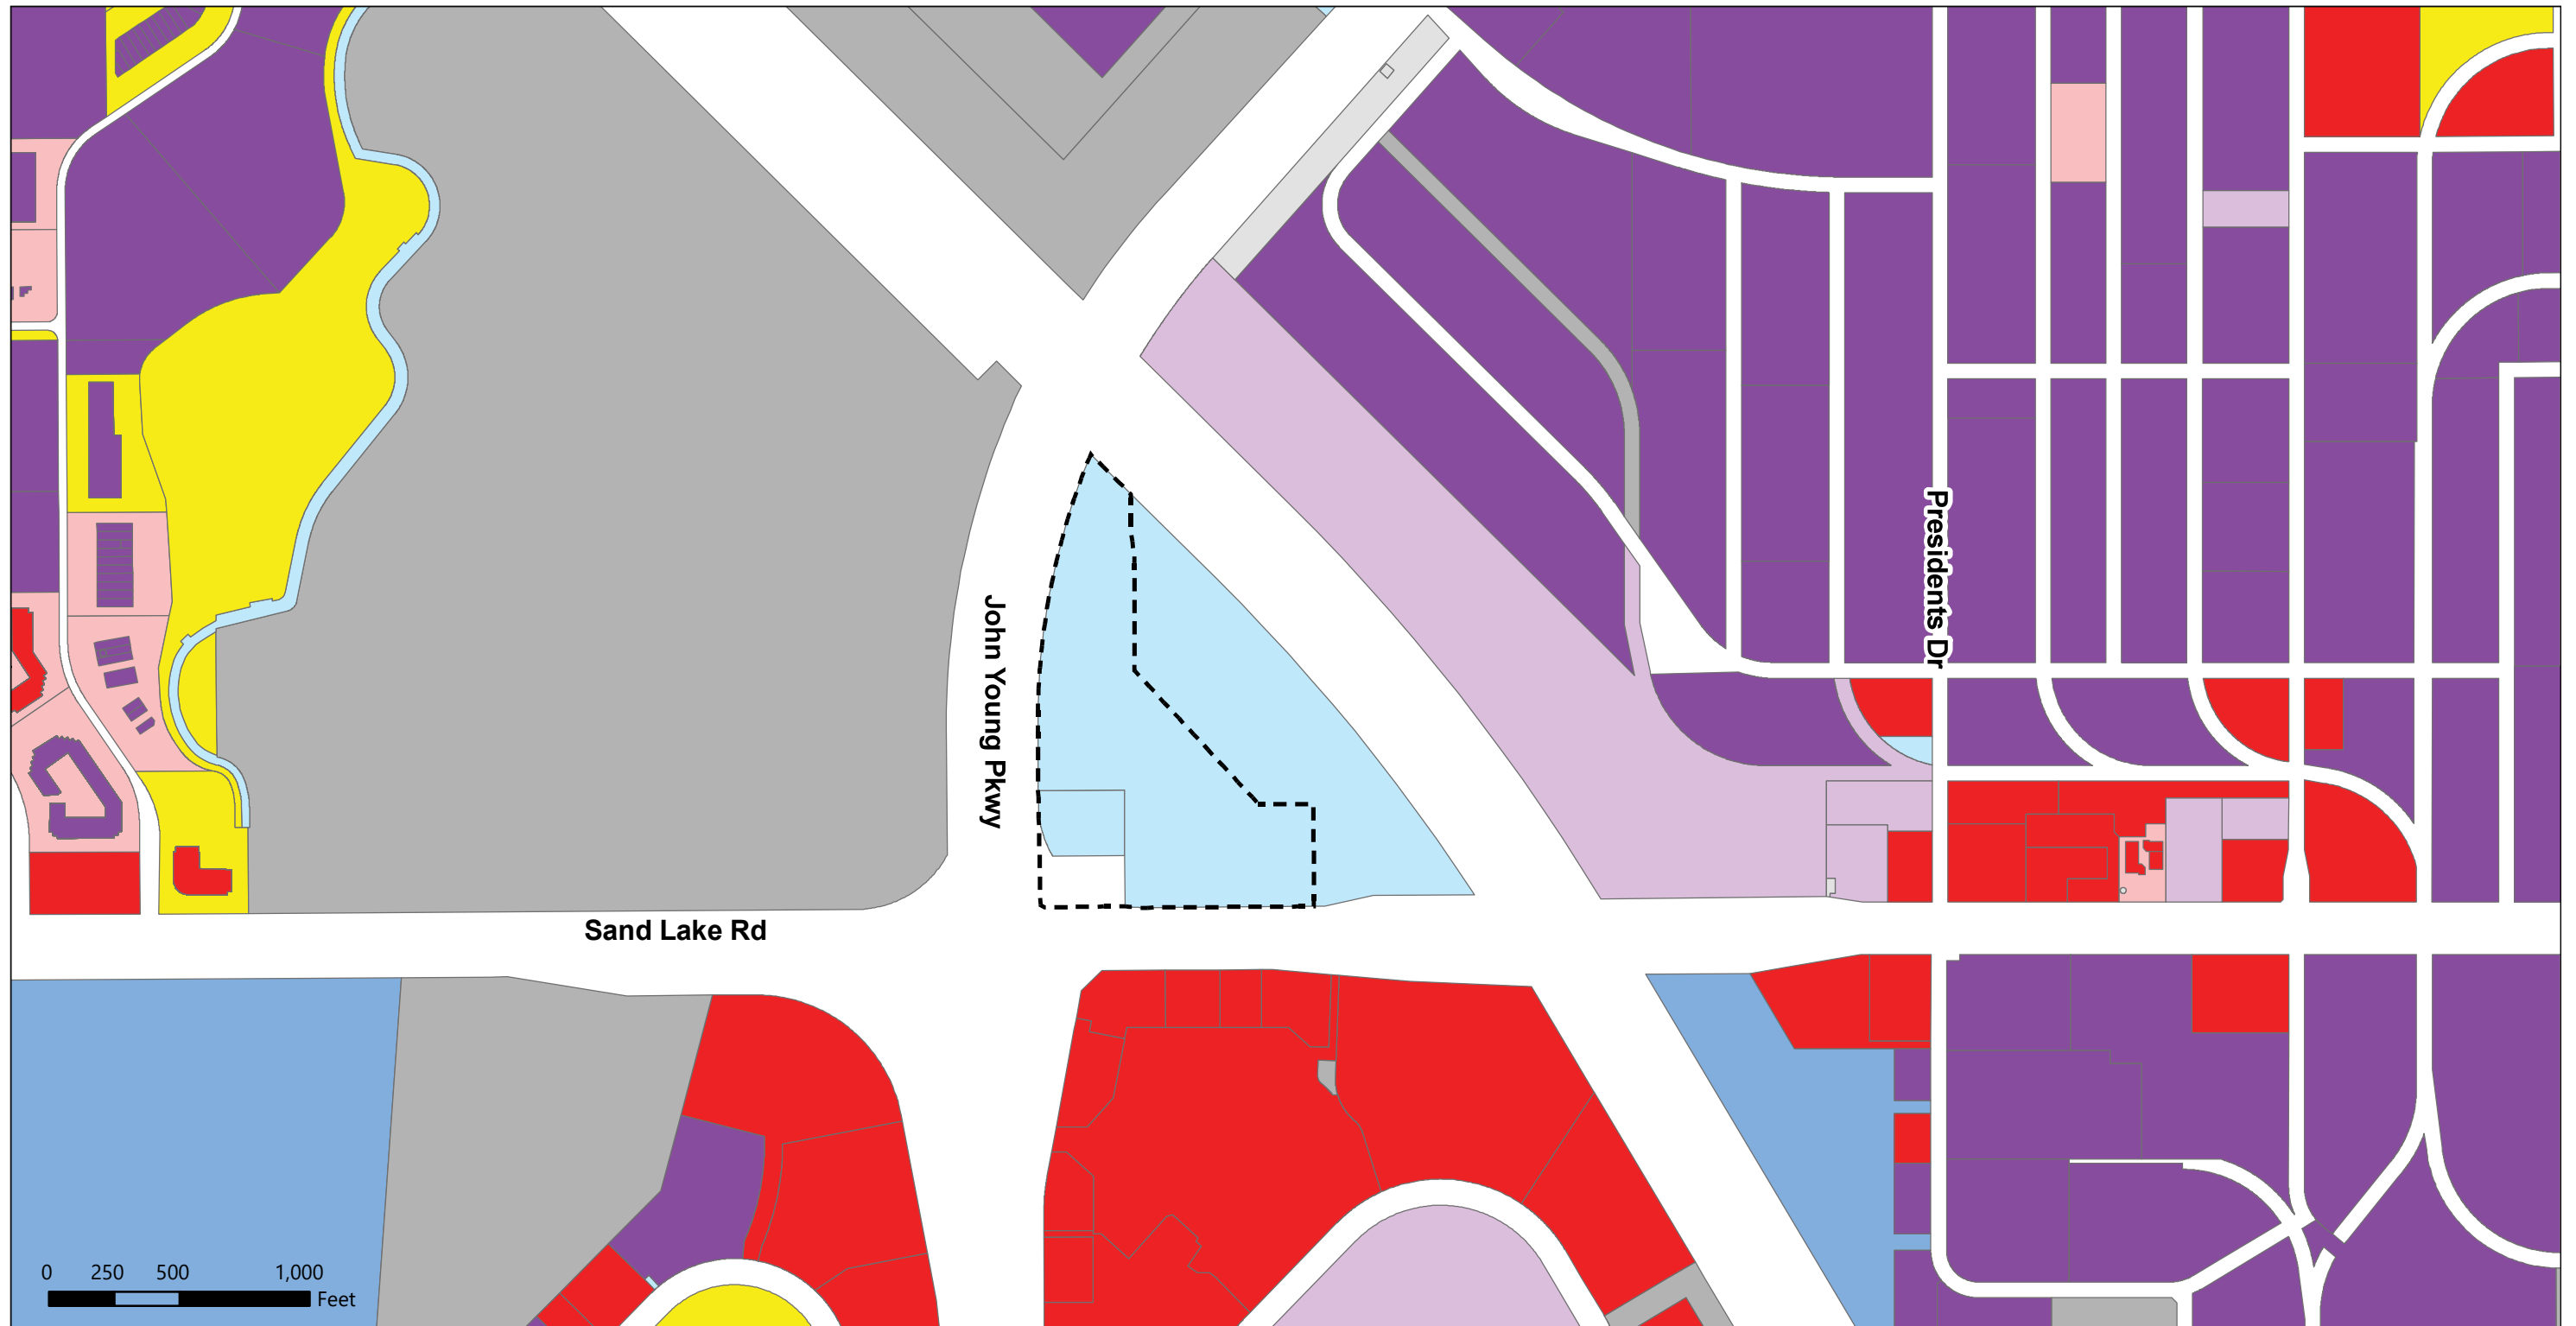 Presidents Dr
John Young Pkwy
Sand Lake Rd
0 250 500 1,000
Feet